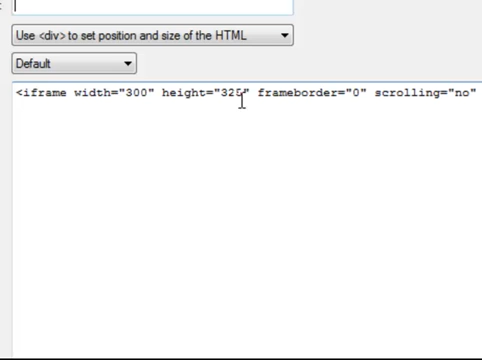 Use <div> to set position and size of the HTML
Default
<iframe width="300" height="325" frameborder="0" scrolling="no"